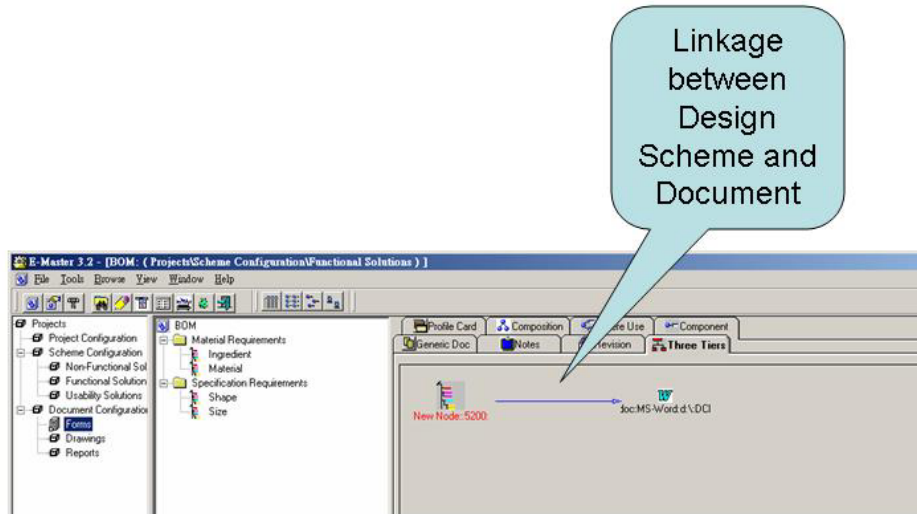 Linkage
between
Design
Scheme and
Document
E-Master 3.2 - [BOM: ( Projects\Scheme Configuration\Functional Solutions ) ]
File Tools Browse View Window Help
Projects
Project Configuration
Scheme Configuration
Non-Functional Sol
Functional Solution
Usability Solutions
Document Configuration
Forms
Drawings
Reports
BOM
Material Requirements
Ingredient
Material
Specification Requirements
Shape
Size
Profile Card Composition Use Component
Generic Doc Notes Revision Three Tiers
New Node::5200:
doc:MS-Word:d:\:DCI